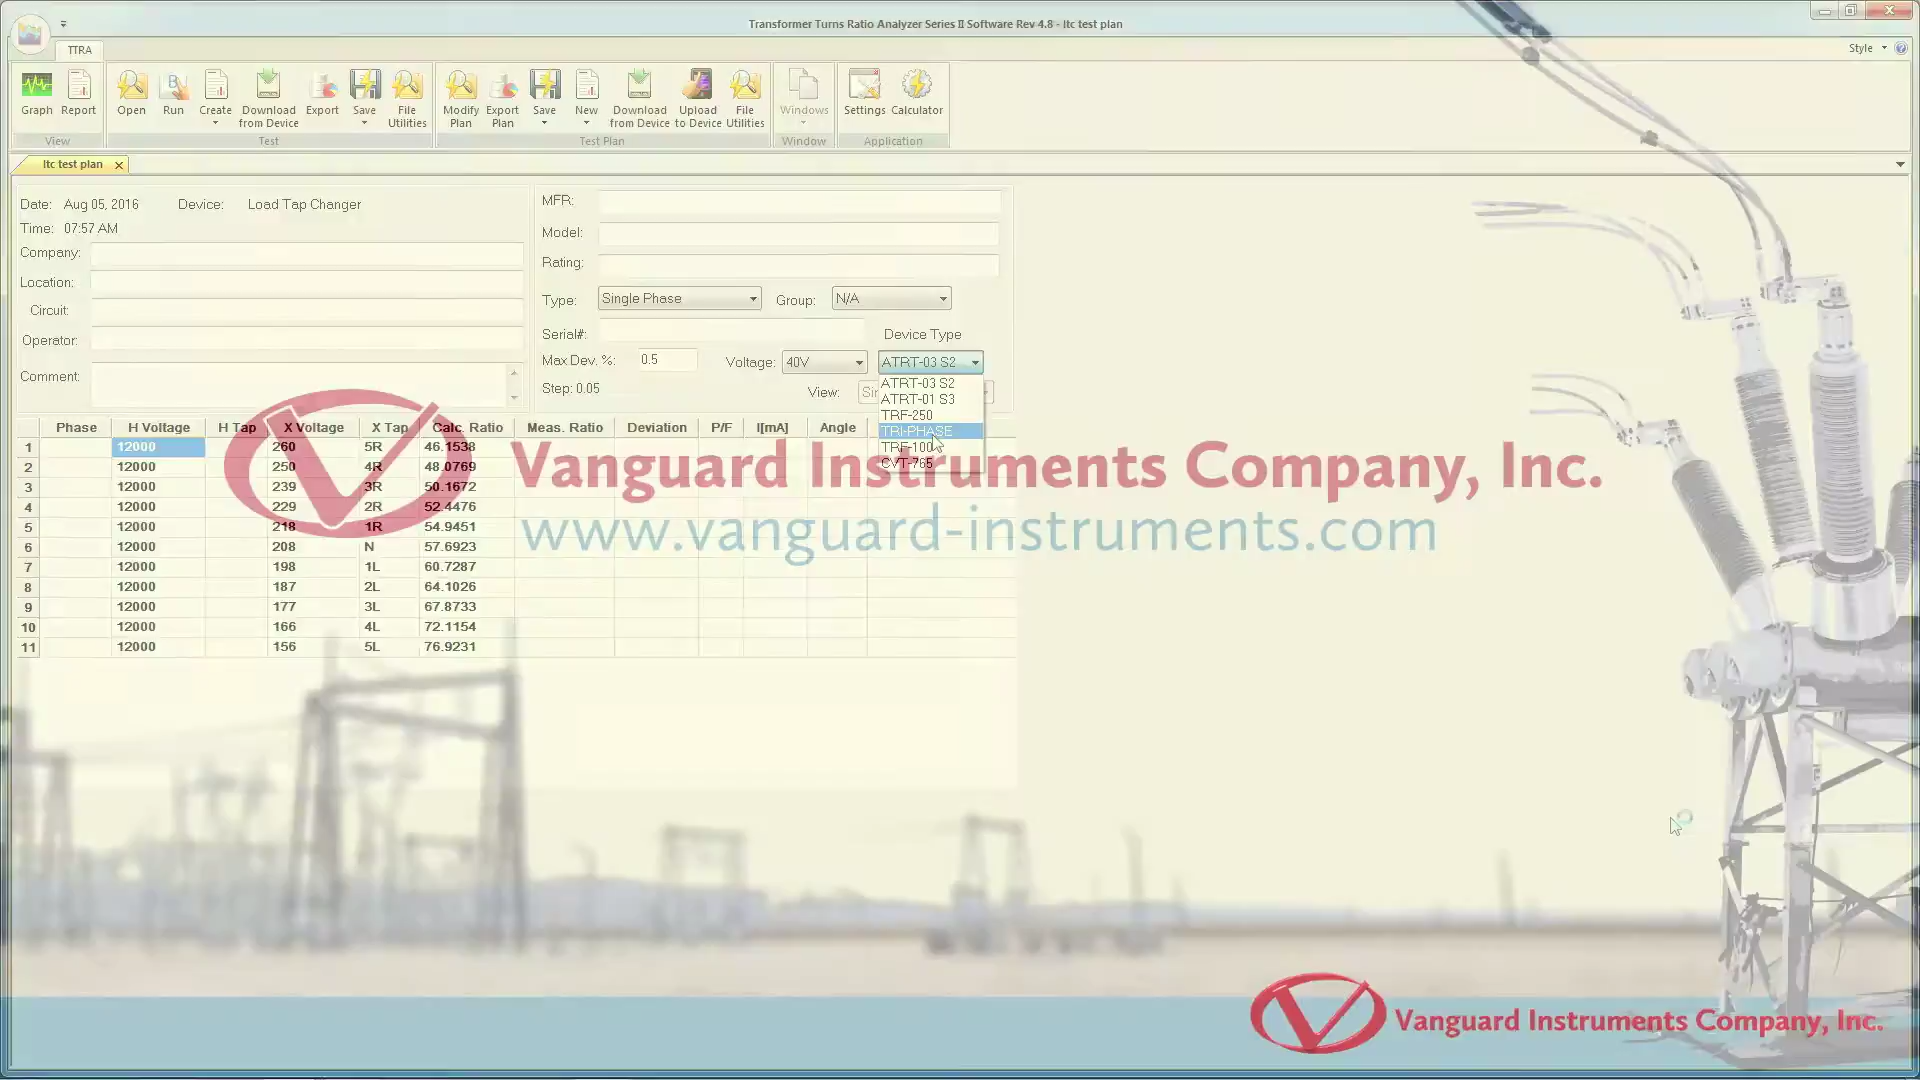 Transformer Turns Ratio Analyzer Series II Software Rev 4.8 - ltc test plan
TTRA
Style
Graph Report Open Run Create Download from Device Export Save File Utilities Modify Plan Export Plan Save New Download from Device Upload to Device File Utilities Windows Settings Calculator
View Test Test Plan Window Application
ltc test plan
Date: Aug 05, 2016 Device: Load Tap Changer
Time: 07:57 AM
Company:
Location:
Circuit:
Operator:
Comment:
MFR:
Model:
Rating:
Type: Single Phase Group: N/A
Serial#: Device Type
Max Dev. %: 0.5 Voltage: 40V ATRT-03 S2
Step: 0.05 View:
ATRT-03 S2
ATRT-01 S3
TRF-250
TRI-PHASE
TRF-100
CVT-765
Phase H Voltage H Tap X Voltage X Tap Calc. Ratio Meas. Ratio Deviation P/F I[mA] Angle
1 12000 260 5R 46.1538
2 12000 250 4R 48.0769
3 12000 239 3R 50.1672
4 12000 229 2R 52.4476
5 12000 218 1R 54.9451
6 12000 208 N 57.6923
7 12000 198 1L 60.7287
8 12000 187 2L 64.1026
9 12000 177 3L 67.8733
10 12000 166 4L 72.1154
11 12000 156 5L 76.9231
Vanguard Instruments Company, Inc.
www.vanguard-instruments.com
Vanguard Instruments Company, Inc.